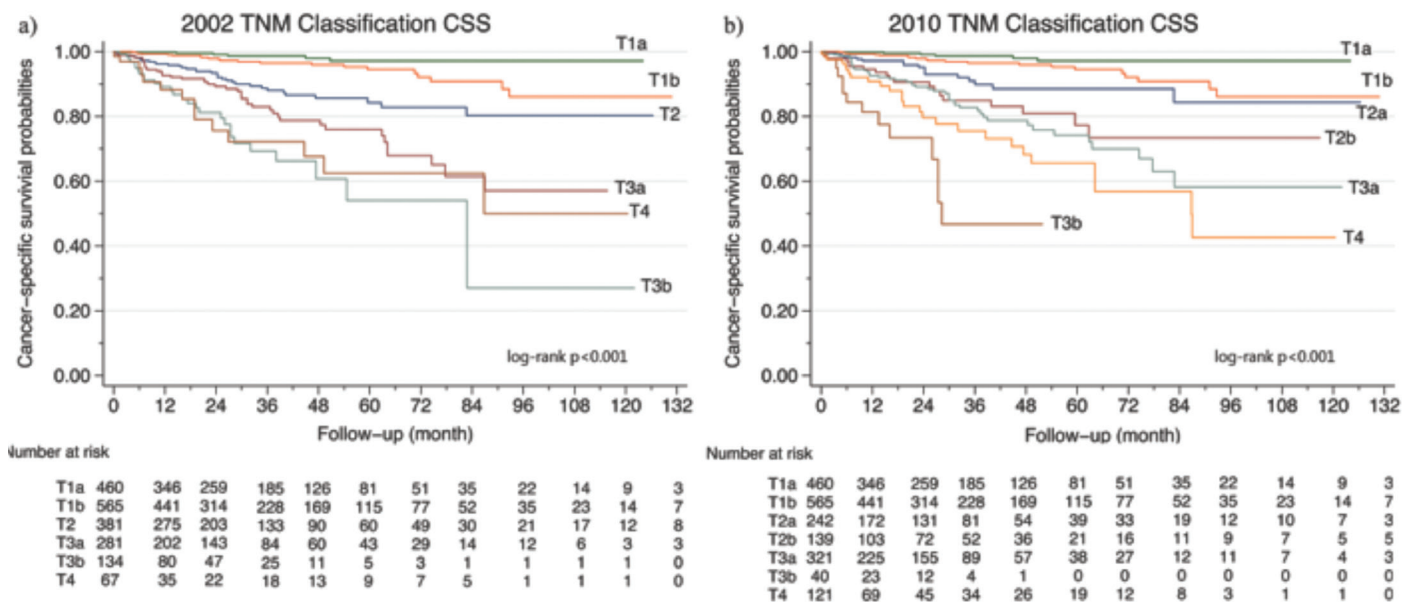 a) 2002 TNM Classification CSS
1.00
0.80
0.60
0.40
0.20
0.00
Cancer-specific survivial probabilties
T1a
T1b
T2
T3a
T4
T3b
log-rank p<0.001
0 12 24 36 48 60 72 84 96 108 120 132
Follow-up (month)
Number at risk
T1a 460 346 259 185 126 81 51 35 22 14 9 3
T1b 565 441 314 228 169 115 77 52 35 23 14 7
T2 381 275 203 133 90 60 49 30 21 17 12 8
T3a 281 202 143 84 60 43 29 14 12 6 3 3
T3b 134 80 47 25 11 5 3 1 1 1 1 0
T4 67 35 22 18 13 9 7 5 1 1 1 0
b) 2010 TNM Classification CSS
1.00
0.80
0.60
0.40
0.20
0.00
Cancer-specific survivial probabilties
T1a
T1b
T2a
T2b
T3a
T3b
T4
log-rank p<0.001
0 12 24 36 48 60 72 84 96 108 120 132
Follow-up (month)
Number at risk
T1a 460 346 259 185 126 81 51 35 22 14 9 3
T1b 565 441 314 228 169 115 77 52 35 23 14 7
T2a 242 172 131 81 54 39 33 19 12 10 7 3
T2b 139 103 72 52 36 21 16 11 9 7 5 5
T3a 321 225 155 89 57 38 27 12 11 7 4 3
T3b 40 23 12 4 1 0 0 0 0 0 0 0
T4 121 69 45 34 26 19 12 8 3 1 1 0